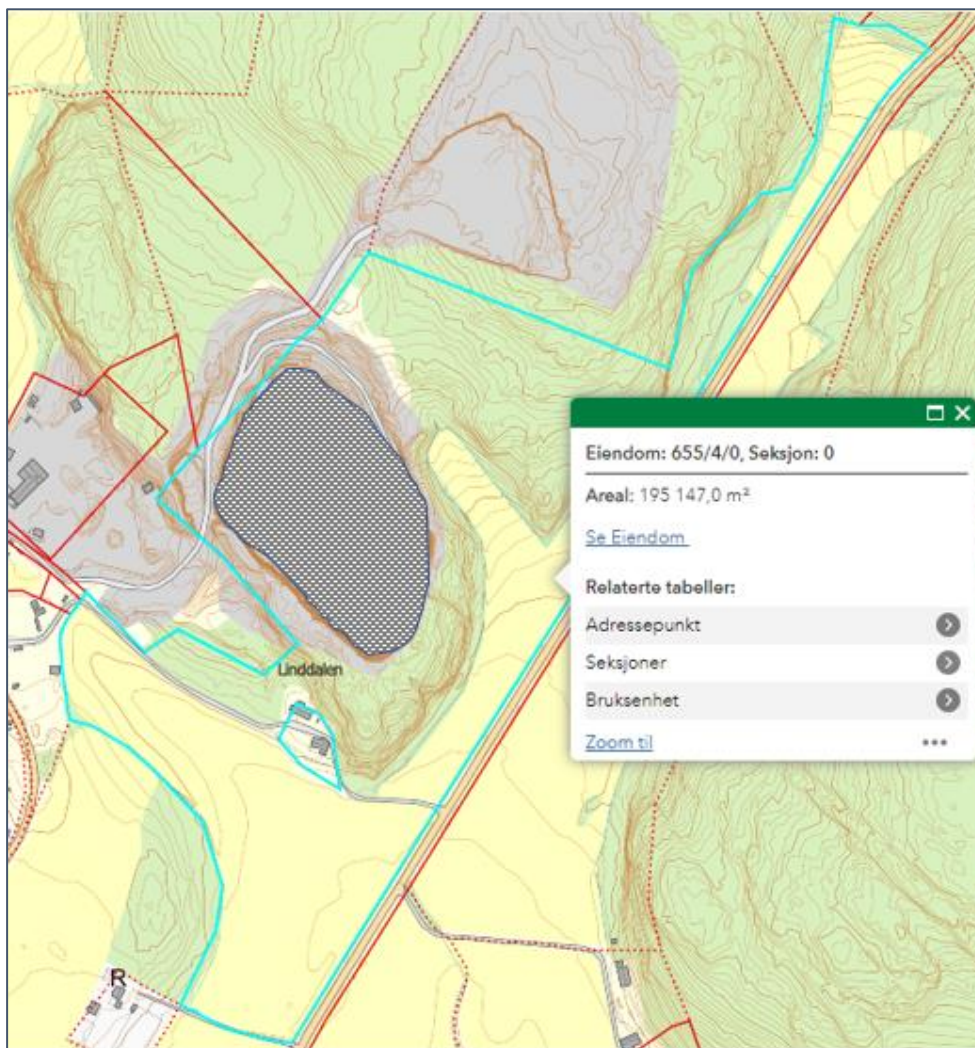 Eiendom: 655/4/0, Seksjon: 0
Areal: 195 147,0 m²
Se Eiendom
Relaterte tabeller:
Adressepunkt
Seksjoner
Bruksenhet
Zoom til
Linddalen
R